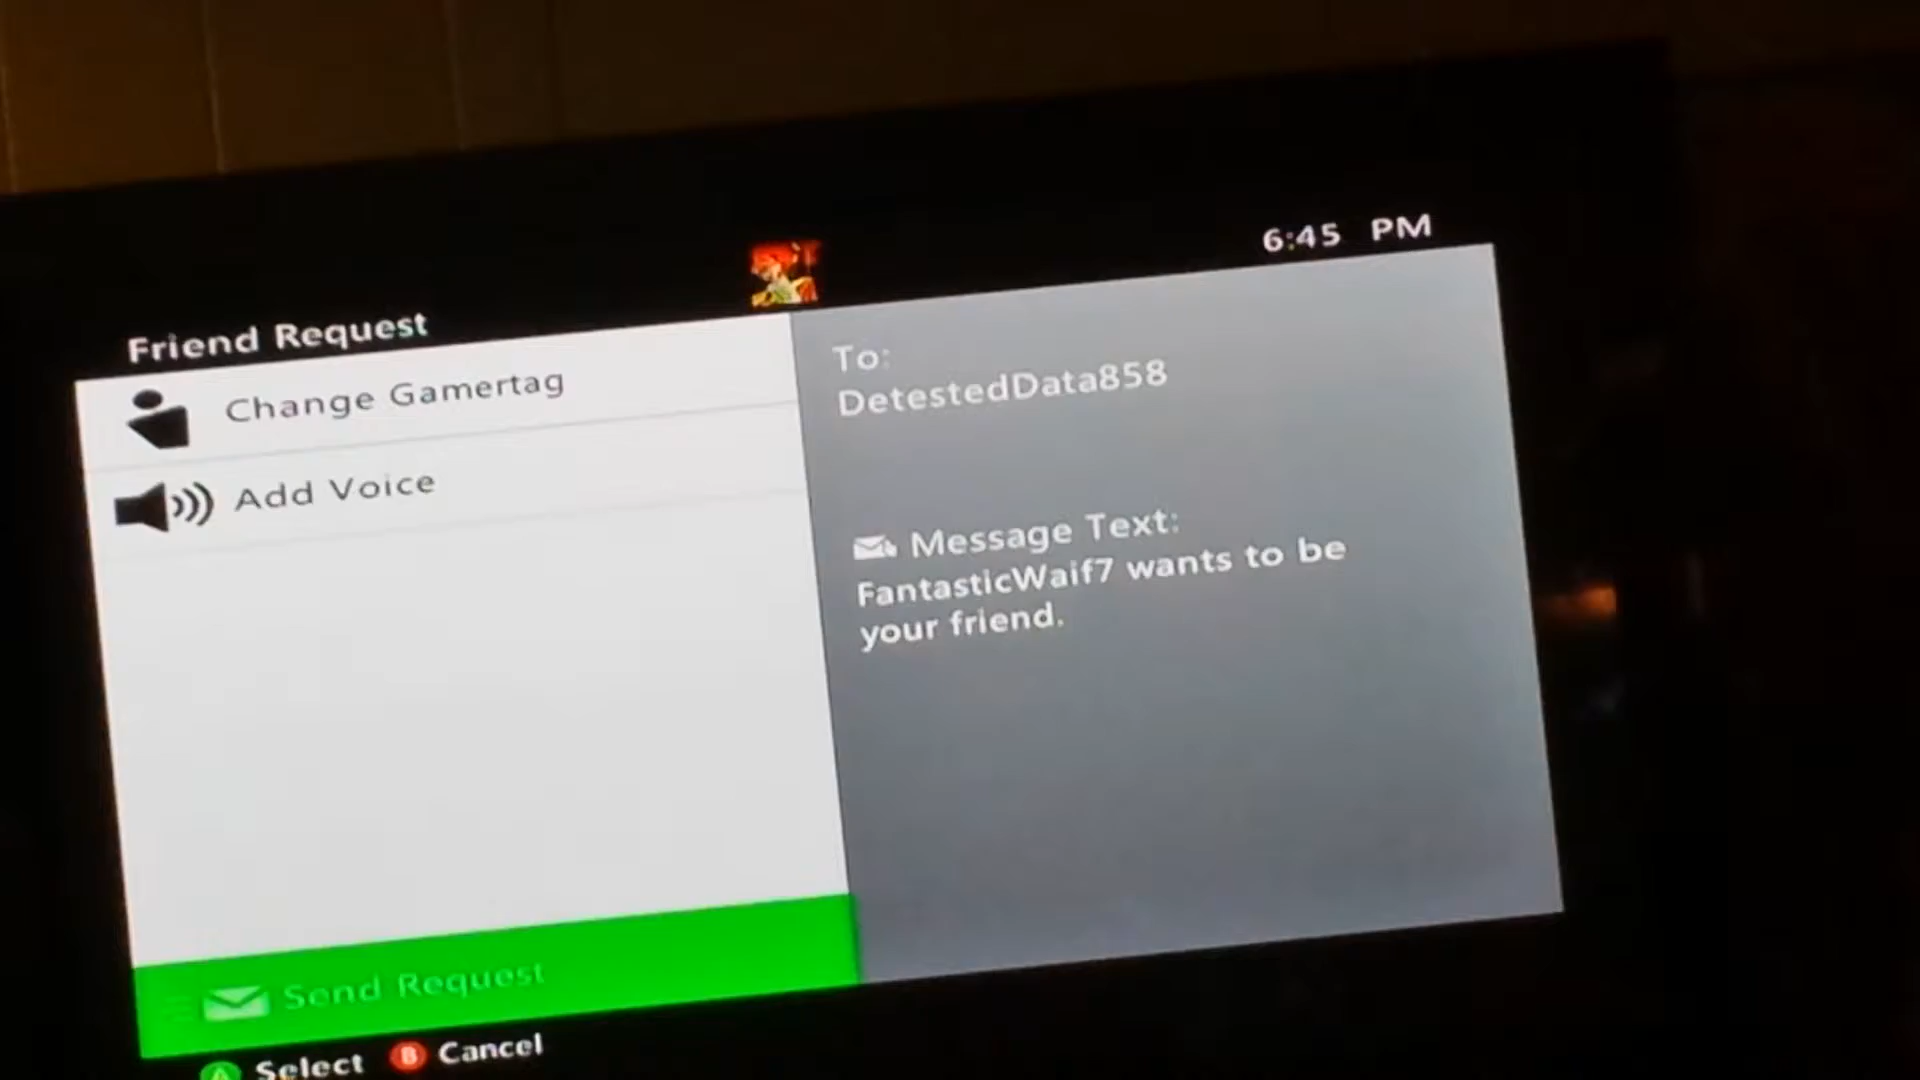 6:45 PM
Friend Request
Change Gamertag
Add Voice
To:
DetestedData858
Message Text:
FantasticWaif7 wants to be
your friend.
Send Request
A Select B Cancel